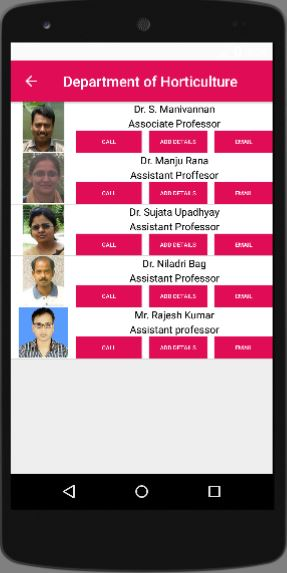 Department of Horticulture
Dr. S. Manivannan
Associate Professor
CALL ADD DETAILS EMAIL
Dr. Manju Rana
Assistant Proffesor
CALL ADD DETAILS EMAIL
Dr. Sujata Upadhyay
Assistant Professor
CALL ADD DETAILS EMAIL
Dr. Niladri Bag
Assistant Professor
CALL ADD DETAILS EMAIL
Mr. Rajesh Kumar
Assistant professor
CALL ADD DETAILS EMAIL